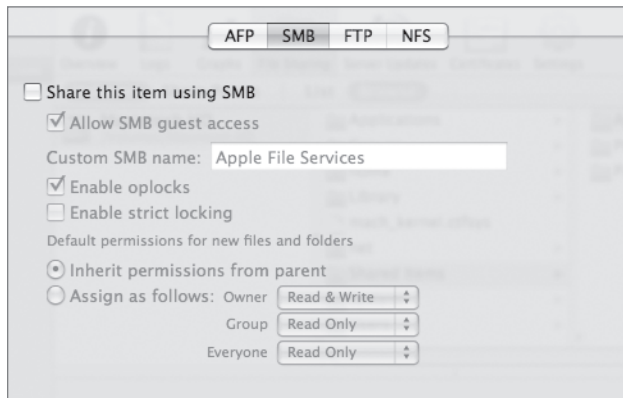 AFP SMB FTP NFS
Share this item using SMB
Allow SMB guest access
Custom SMB name: Apple File Services
Enable oplocks
Enable strict locking
Default permissions for new files and folders
Inherit permissions from parent
Assign as follows: Owner Read & Write
Group Read Only
Everyone Read Only